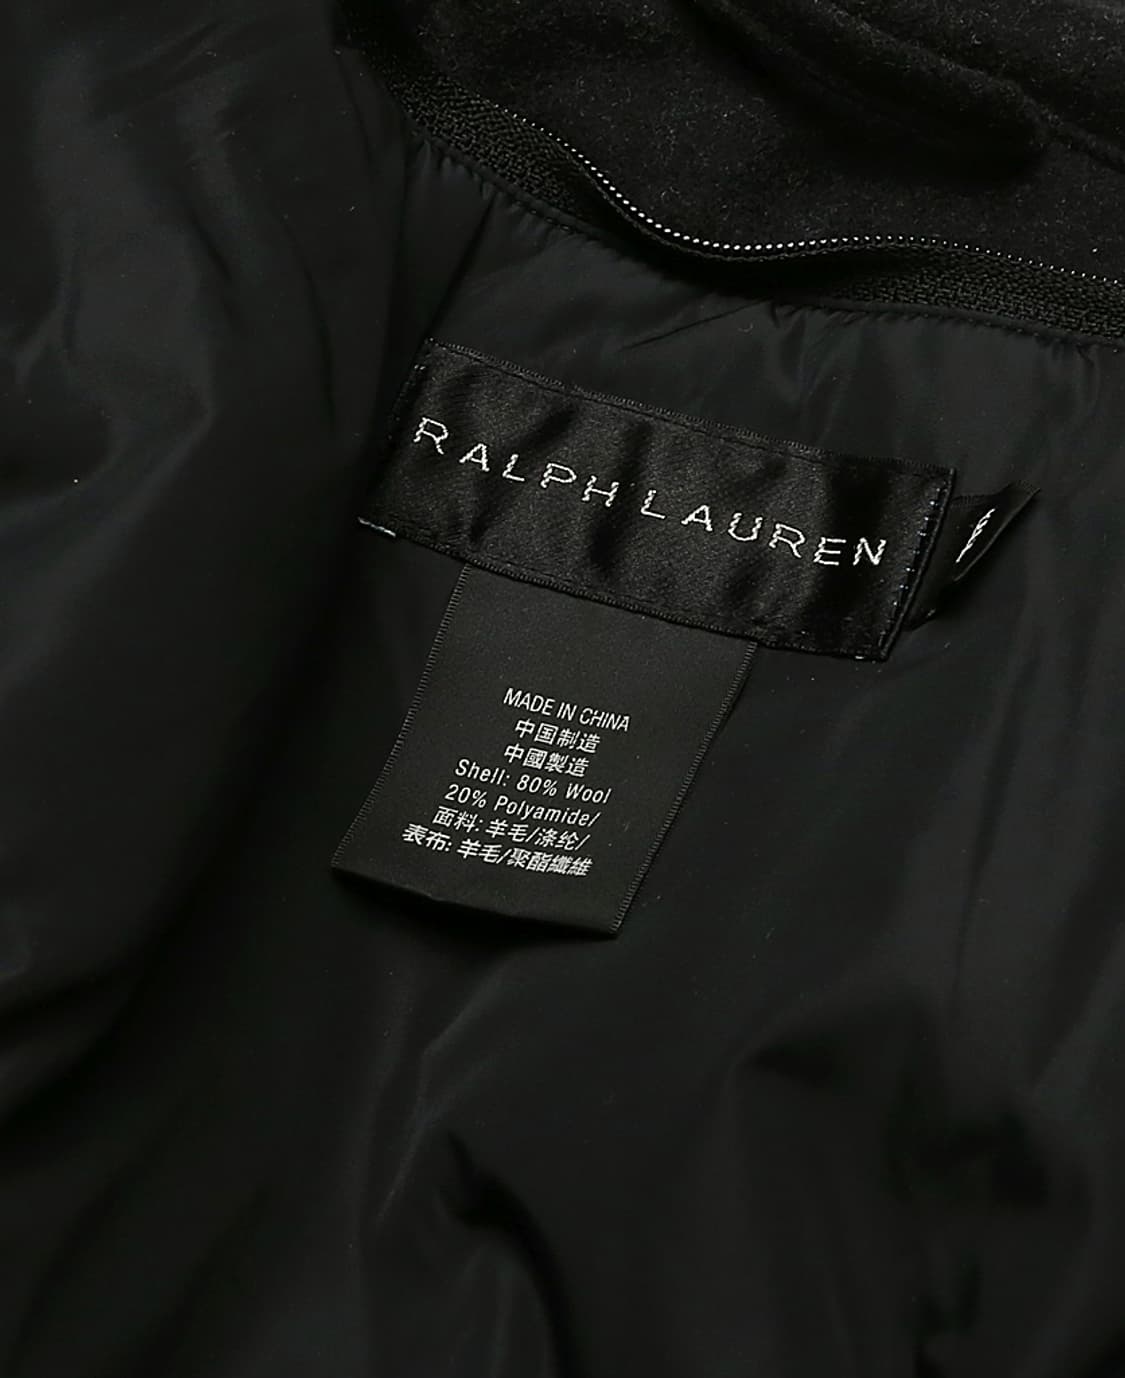 RALPH LAUREN
MADE IN CHINA
中国制造
中國製造
Shell: 80% Wool
20% Polyamide/
面料: 羊毛/涤纶/
表布: 羊毛/聚酯纖維